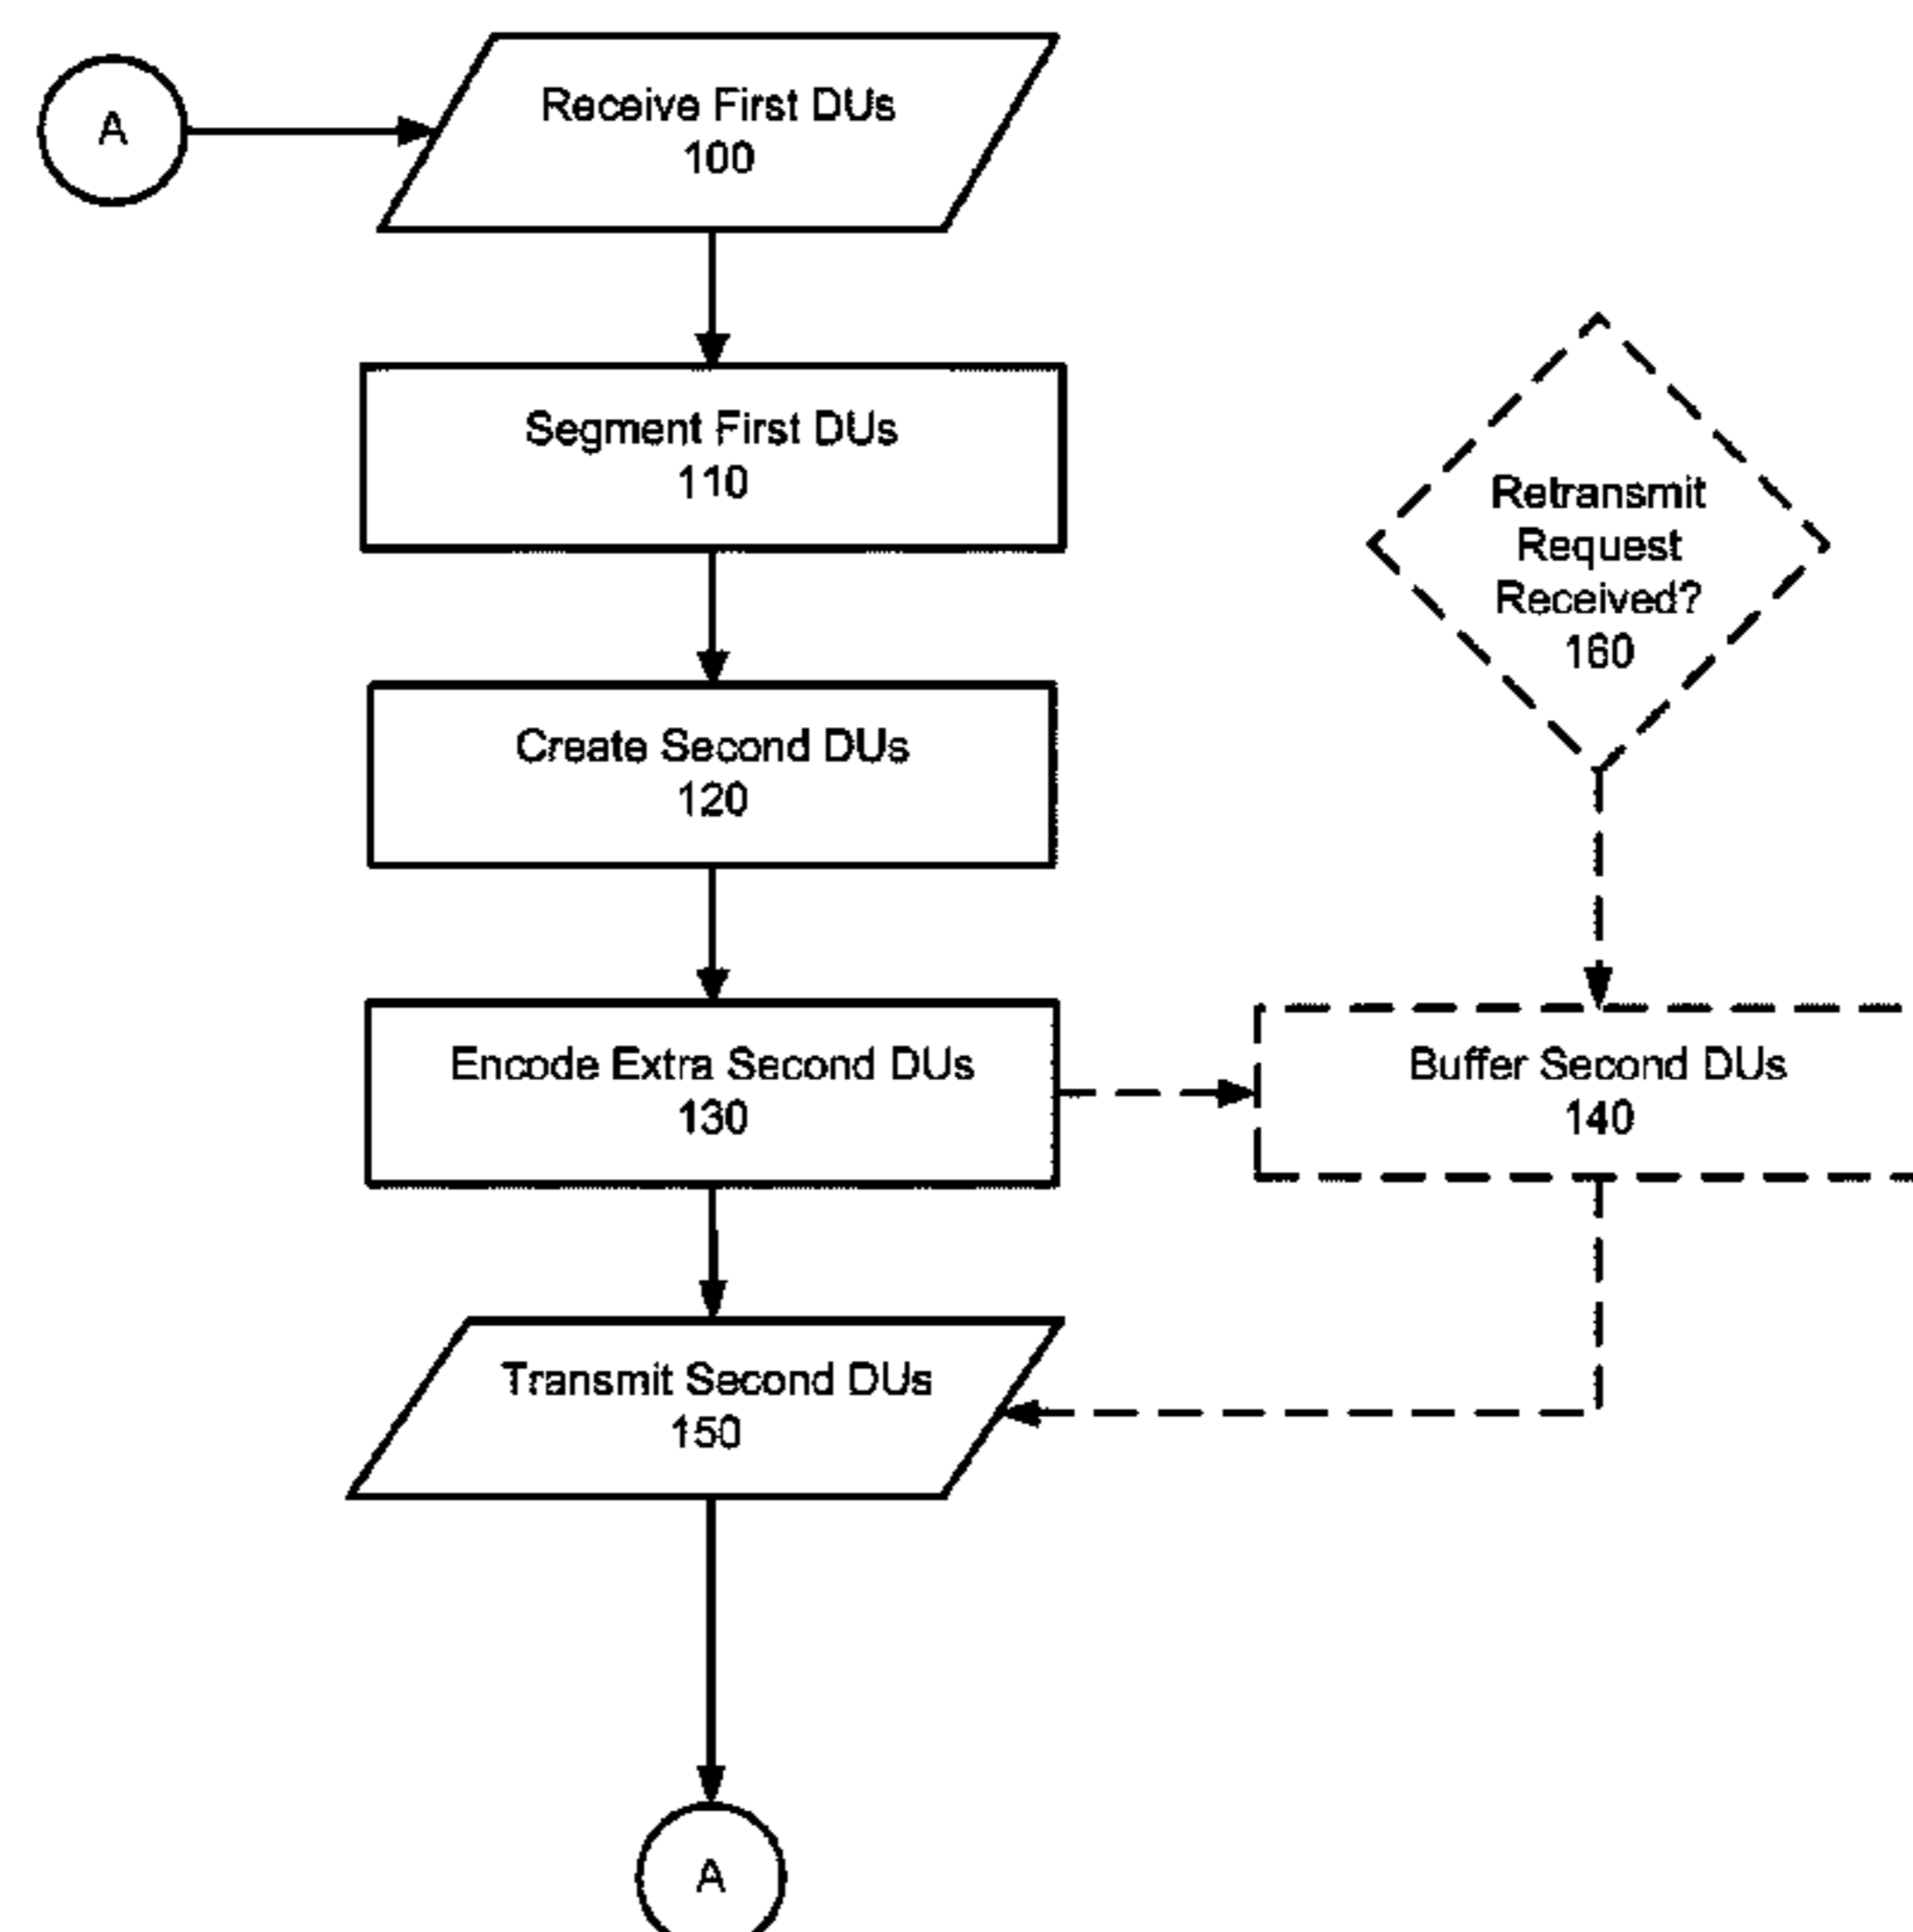 A
Receive First DUs
100
Segment First DUs
110
Retransmit
Request
Received?
160
Create Second DUs
120
Encode Extra Second DUs
130
Buffer Second DUs
140
Transmit Second DUs
150
A